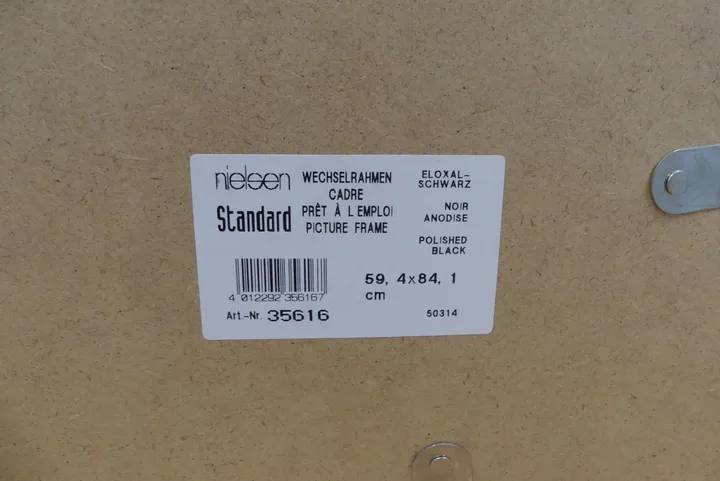 nielsen
Standard
WECHSELRAHMEN
CADRE
PRÊT À L'EMPLOI
PICTURE FRAME
ELOXAL-
SCHWARZ
NOIR
ANODISE
POLISHED
BLACK
4 012292 356167
59, 4x84, 1
cm
Art.-Nr. 35616
50314